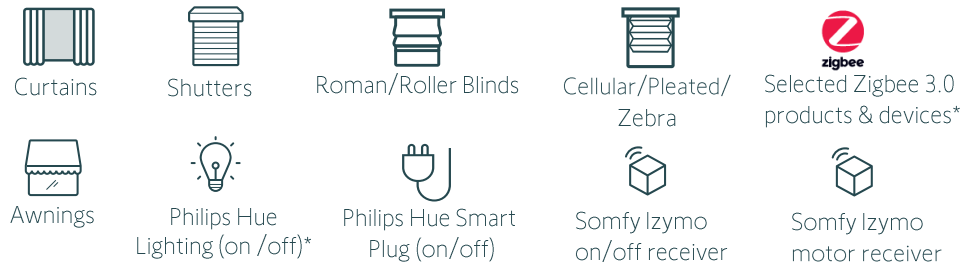 Curtains
Shutters
Roman/Roller Blinds
Cellular/Pleated/
Zebra
zigbee
Selected Zigbee 3.0
products & devices*
Awnings
Philips Hue
Lighting (on /off)*
Philips Hue Smart
Plug (on/off)
Somfy Izymo
on/off receiver
Somfy Izymo
motor receiver